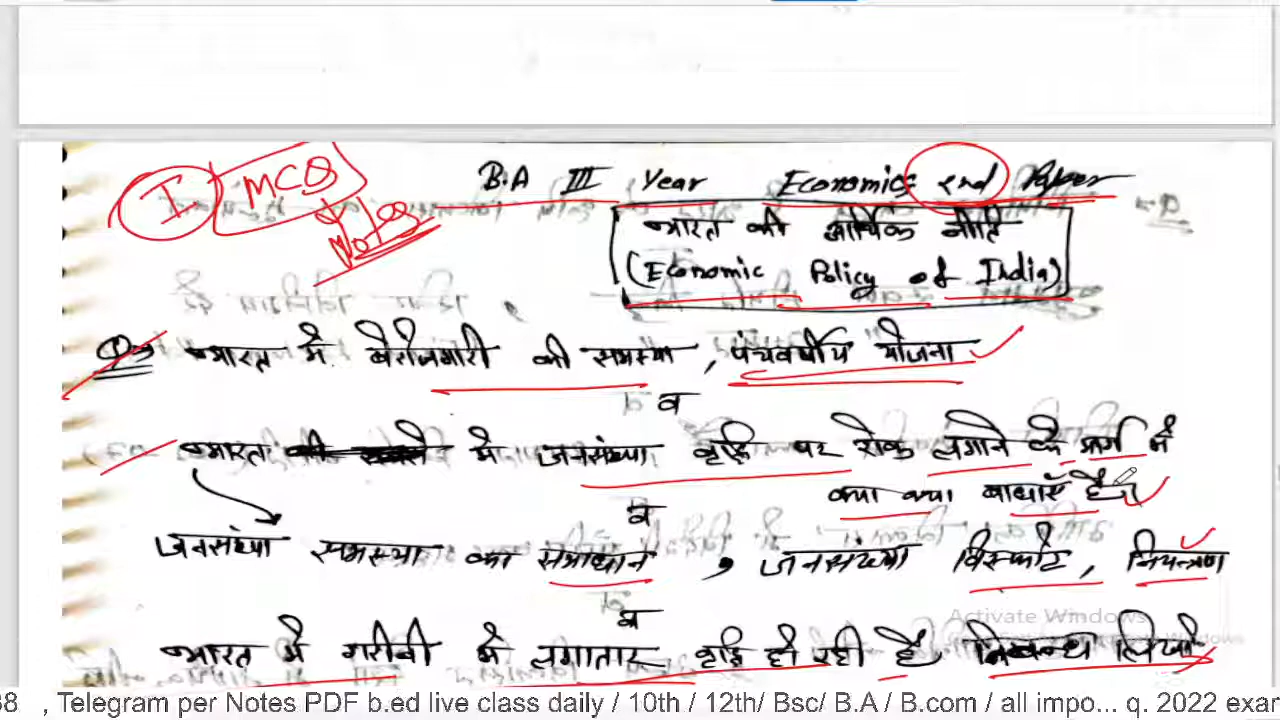 I MCQ
Notes
B.A III Year Economics IInd Paper
भारत की आर्थिक नीति
(Economic Policy of India)
Q भारत मे बेरोजगारी की समस्या, पंचवर्षीय योजना
व
भारत मे जनसंख्या वृद्धि पर रोक लगाने के मार्ग मे
क्या क्या बाधाएँ है
व
जनसंख्या समस्या का समाधान, जनसंख्या विस्फोट, नियन्त्रण
व
भारत मे गरीबी मे लगातार वृद्धि हो रही है निबन्ध लिखो
Activate Windows
38 , Telegram per Notes PDF b.ed live class daily / 10th / 12th/ Bsc/ B.A / B.com / all impo... q. 2022 exar